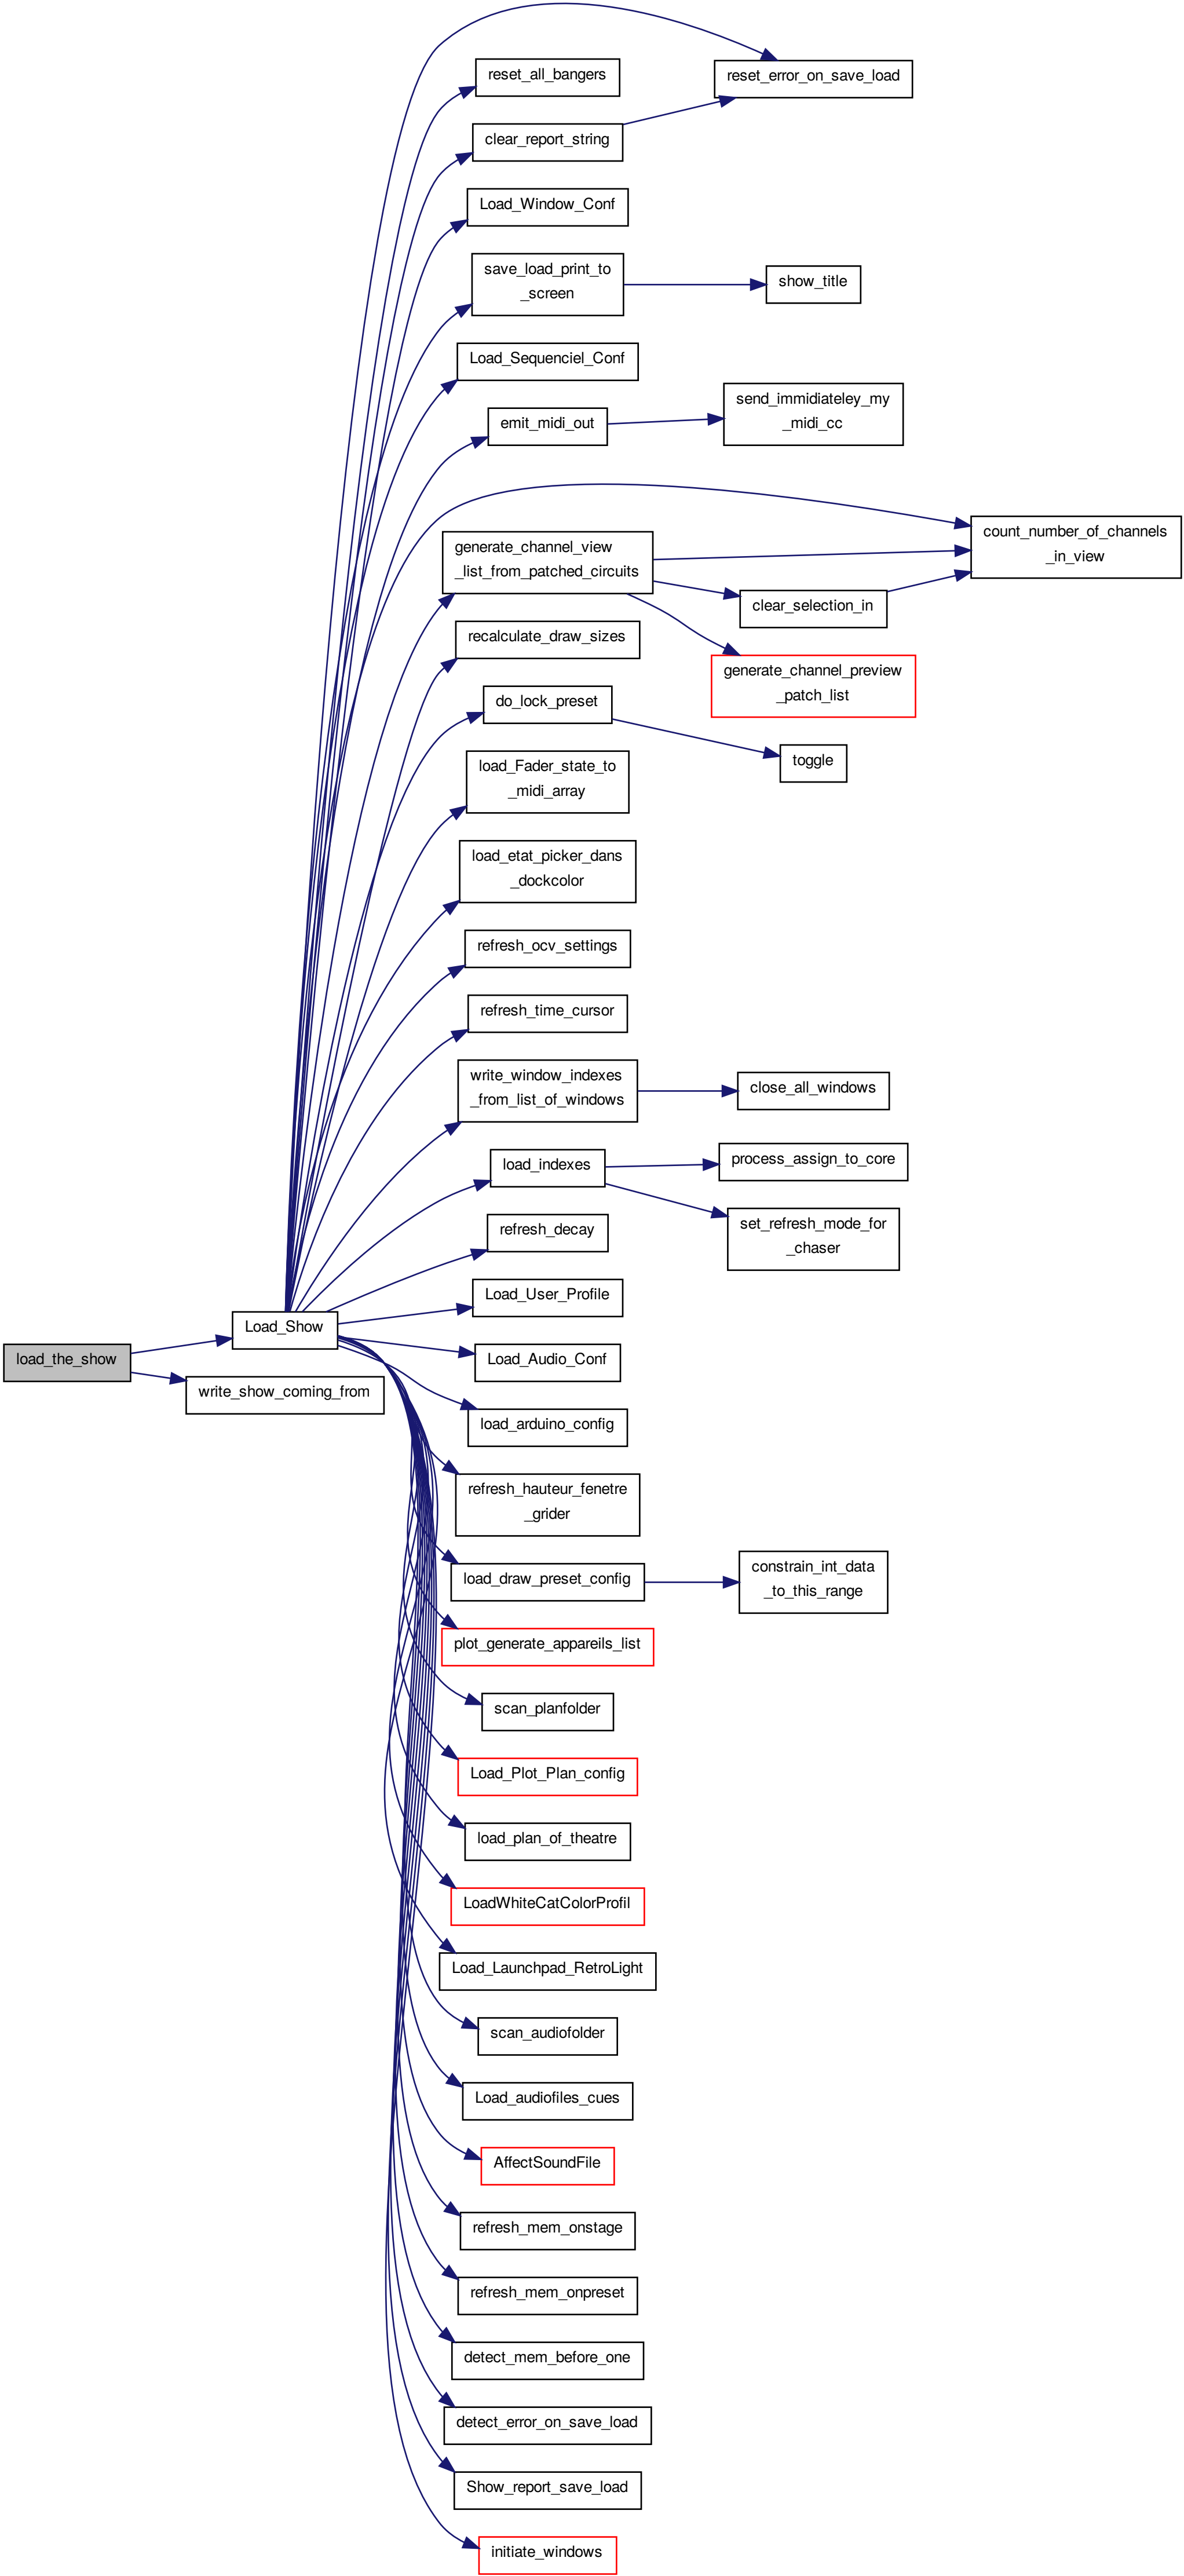 reset_error_on_save_load
reset_all_bangers
clear_report_string
Load_Window_Conf
save_load_print_to
_screen
show_title
Load_Sequenciel_Conf
send_immidiateley_my
_midi_cc
emit_midi_out
count_number_of_channels
_in_view
generate_channel_view
_list_from_patched_circuits
clear_selection_in
recalculate_draw_sizes
generate_channel_preview
_patch_list
do_lock_preset
toggle
load_Fader_state_to
_midi_array
load_etat_picker_dans
_dockcolor
refresh_ocv_settings
refresh_time_cursor
write_window_indexes
_from_list_of_windows
close_all_windows
load_indexes
process_assign_to_core
set_refresh_mode_for
_chaser
refresh_decay
Load_User_Profile
Load_Show
load_the_show
Load_Audio_Conf
write_show_coming_from
load_arduino_config
refresh_hauteur_fenetre
_grider
load_draw_preset_config
constrain_int_data
_to_this_range
plot_generate_appareils_list
scan_planfolder
Load_Plot_Plan_config
load_plan_of_theatre
LoadWhiteCatColorProfil
Load_Launchpad_RetroLight
scan_audiofolder
Load_audiofiles_cues
AffectSoundFile
refresh_mem_onstage
refresh_mem_onpreset
detect_mem_before_one
detect_error_on_save_load
Show_report_save_load
initiate_windows